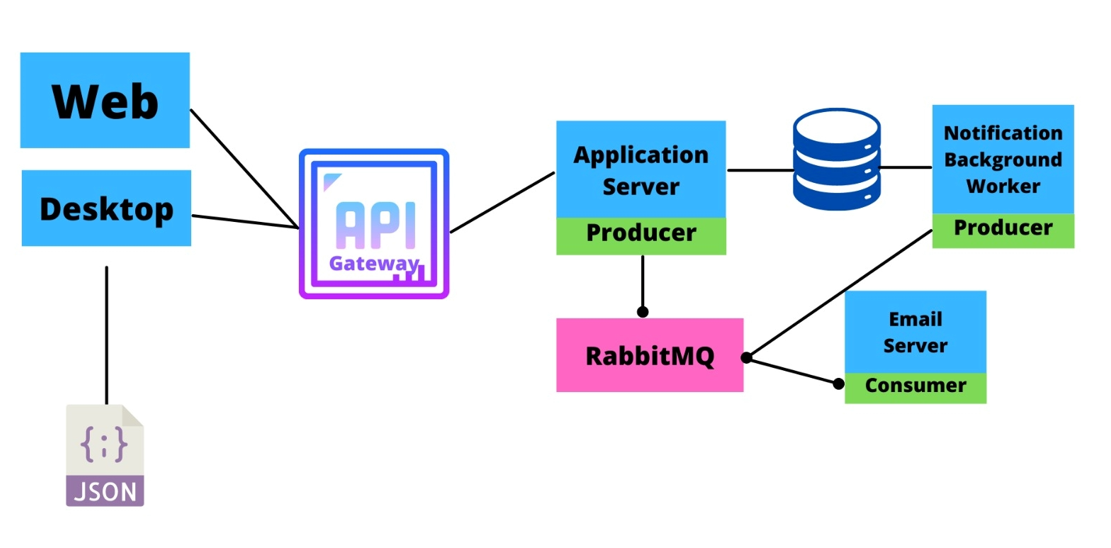 Web
Desktop
API
Gateway
Application
Server
Producer
Notification
Background
Worker
Producer
RabbitMQ
Email
Server
Consumer
{;}
JSON